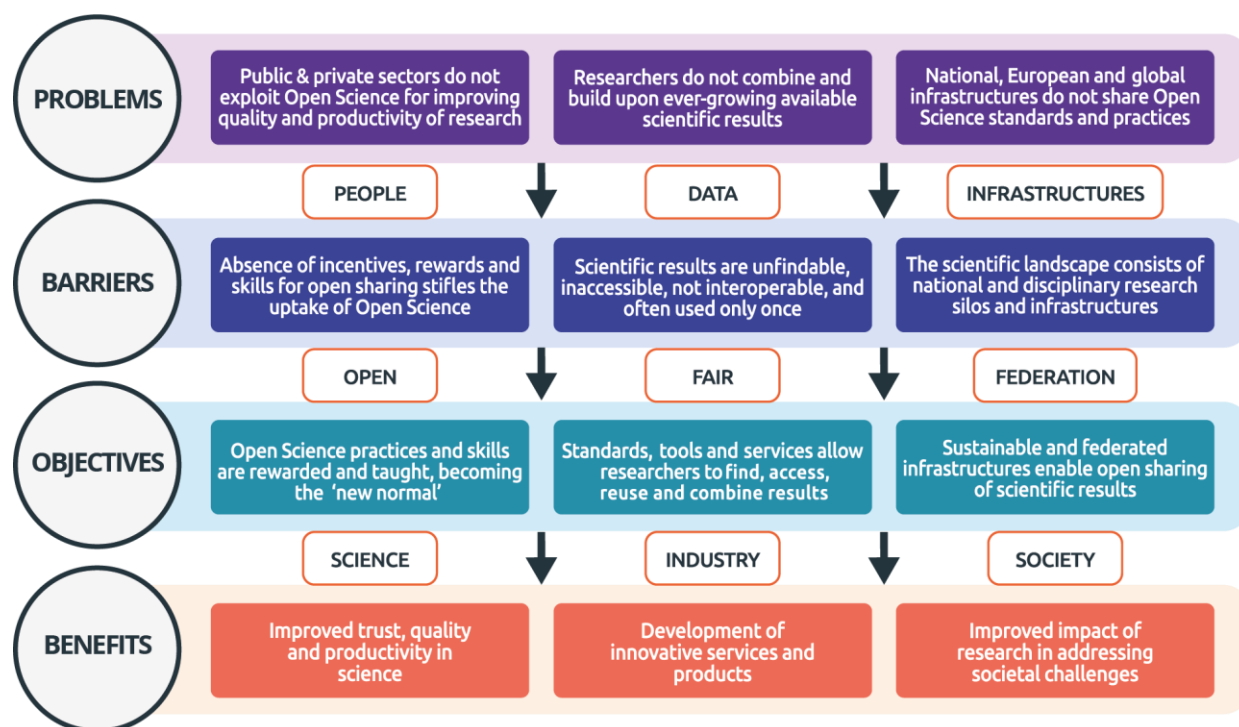 PROBLEMS
Public & private sectors do not
exploit Open Science for improving
quality and productivity of research
Researchers do not combine and
build upon ever-growing available
scientific results
National, European and global
infrastructures do not share Open
Science standards and practices
PEOPLE
DATA
INFRASTRUCTURES
BARRIERS
Absence of incentives, rewards and
skills for open sharing stifles the
uptake of Open Science
Scientific results are unfindable,
inaccessible, not interoperable, and
often used only once
The scientific landscape consists of
national and disciplinary research
silos and infrastructures
OPEN
FAIR
FEDERATION
OBJECTIVES
Open Science practices and skills
are rewarded and taught, becoming
the ‘new normal’
Standards, tools and services allow
researchers to find, access,
reuse and combine results
Sustainable and federated
infrastructures enable open sharing
of scientific results
SCIENCE
INDUSTRY
SOCIETY
BENEFITS
Improved trust, quality
and productivity in
science
Development of
innovative services and
products
Improved impact of
research in addressing
societal challenges